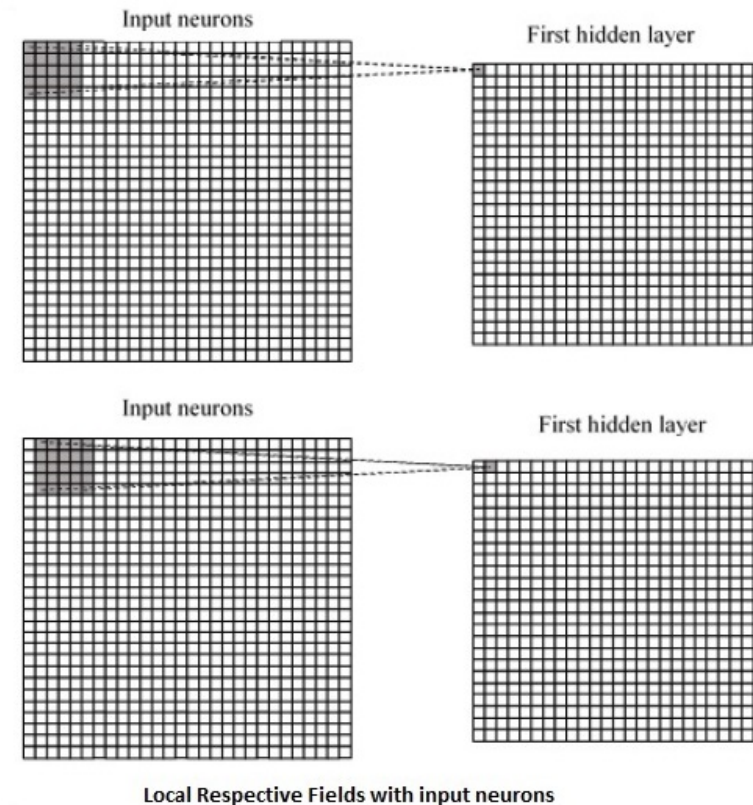 Input neurons
First hidden layer
Input neurons
First hidden layer
Local Respective Fields with input neurons